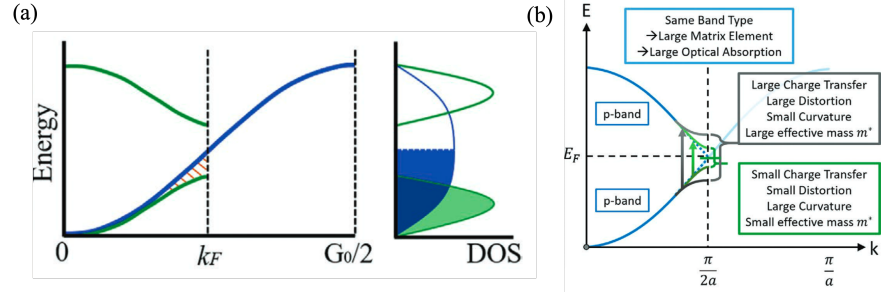 (a)
Energy
0
kF
G₀/2
DOS
(b)
E
Same Band Type
→Large Matrix Element
→Large Optical Absorption
p-band
Large Charge Transfer
Large Distortion
Small Curvature
Large effective mass m*
E_F
p-band
Small Charge Transfer
Small Distortion
Large Curvature
Small effective mass m*
k
π/2a
π/a